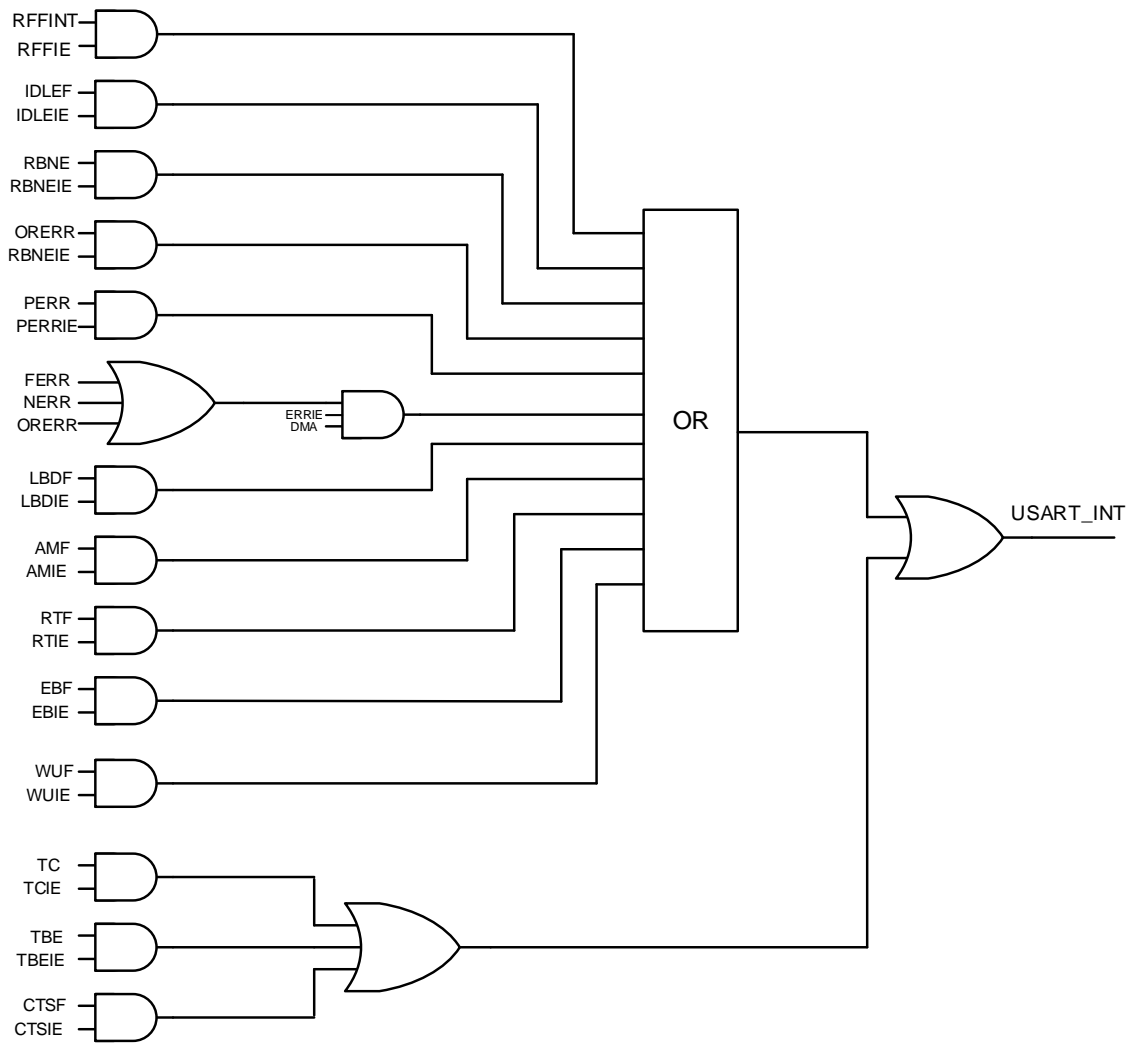 RFFINT
RFFIE
IDLEF
IDLEIE
RBNE
RBNEIE
ORERR
RBNEIE
PERR
PERRIE
FERR
NERR
ORERR
ERRIE
DMA
OR
LBDF
LBDIE
USART_INT
AMF
AMIE
RTF
RTIE
EBF
EBIE
WUF
WUIE
TC
TCIE
TBE
TBEIE
CTSF
CTSIE